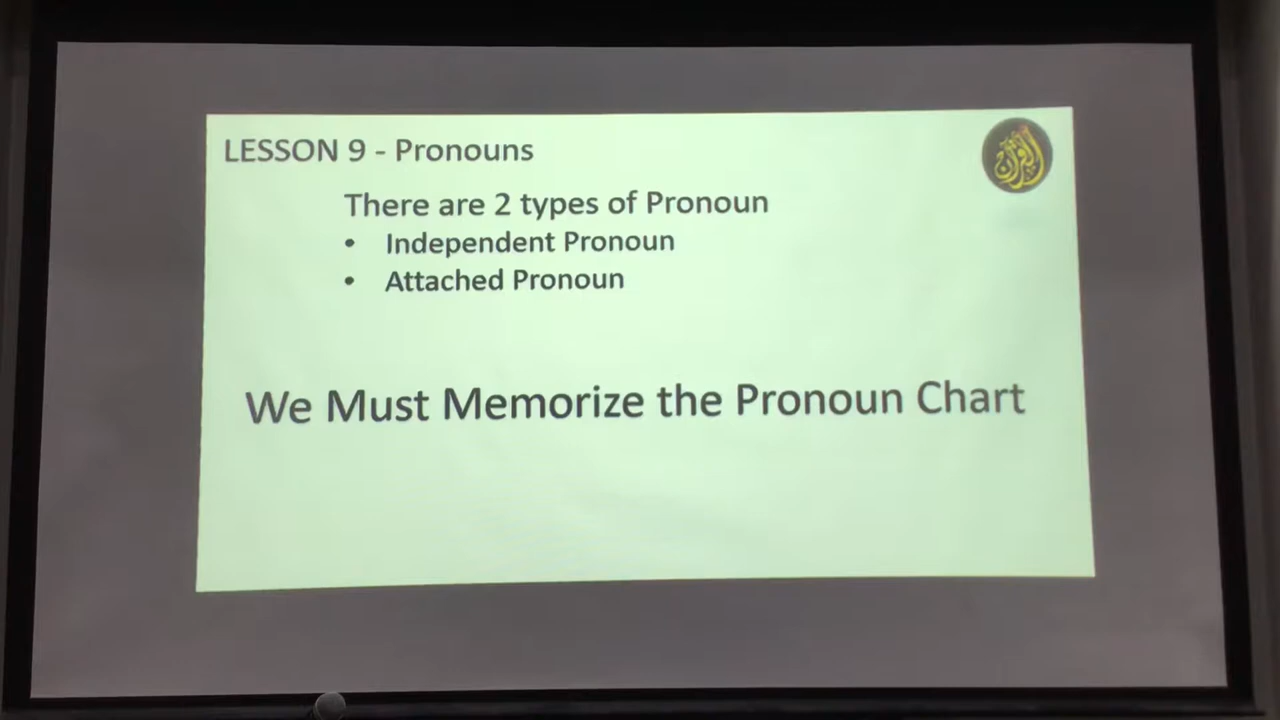 LESSON 9 - Pronouns
القرآن
There are 2 types of Pronoun
• Independent Pronoun
• Attached Pronoun
We Must Memorize the Pronoun Chart